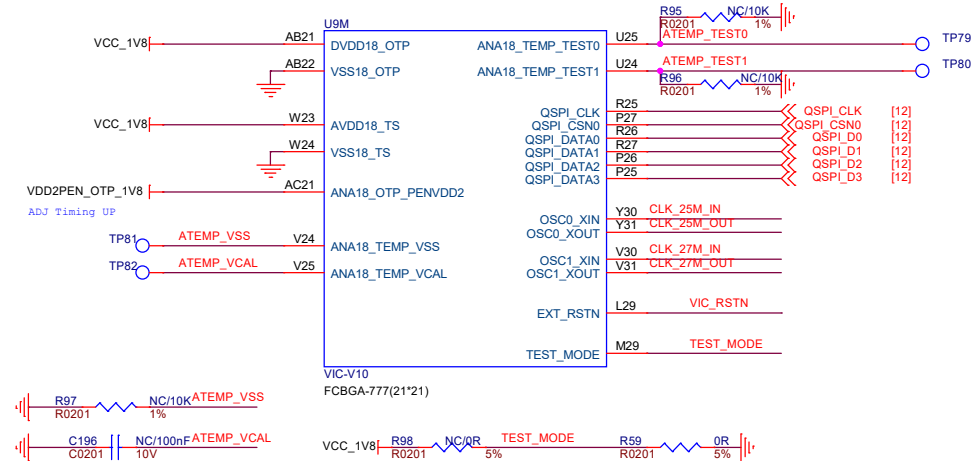 U9M
R95 NC/10K
R0201 1%
VCC_1V8 AB21 DVDD18_OTP ANA18_TEMP_TEST0 U25 ATEMP_TEST0 TP79
AB22 VSS18_OTP ANA18_TEMP_TEST1 U24 ATEMP_TEST1 TP80
R96 NC/10K
R0201 1%
QSPI_CLK R25 QSPI_CLK [12]
VCC_1V8 W23 AVDD18_TS QSPI_CSN0 P27 QSPI_CSN0 [12]
QSPI_DATA0 R26 QSPI_D0 [12]
W24 VSS18_TS QSPI_DATA1 R27 QSPI_D1 [12]
QSPI_DATA2 P26 QSPI_D2 [12]
QSPI_DATA3 P25 QSPI_D3 [12]
VDD2PEN_OTP_1V8 AC21 ANA18_OTP_PENVDD2
ADJ Timing UP
OSC0_XIN Y30 CLK_25M_IN
OSC0_XOUT Y31 CLK_25M_OUT
TP81 ATEMP_VSS V24 ANA18_TEMP_VSS
OSC1_XIN V30 CLK_27M_IN
TP82 ATEMP_VCAL V25 ANA18_TEMP_VCAL OSC1_XOUT V31 CLK_27M_OUT
EXT_RSTN L29 VIC_RSTN
TEST_MODE M29 TEST_MODE
VIC-V10
FCBGA-777(21*21)
R97 NC/10K ATEMP_VSS
R0201 1%
C196 NC/100nF ATEMP_VCAL
C0201 10V
VCC_1V8 R98 NC/0R TEST_MODE R59 0R
R0201 5% R0201 5%